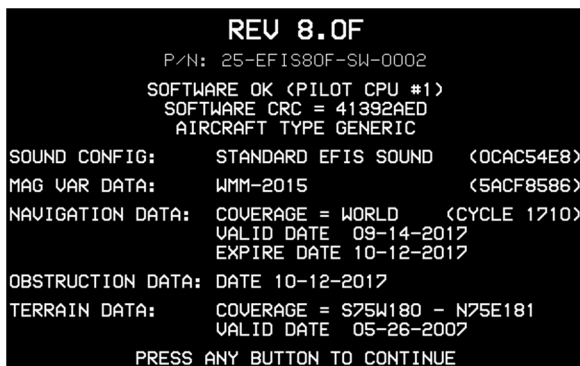 REV 8.0F
P/N: 25-EFIS80F-SW-0002
SOFTWARE OK (PILOT CPU #1)
SOFTWARE CRC = 41392AED
AIRCRAFT TYPE GENERIC
SOUND CONFIG: STANDARD EFIS SOUND (0CAC54E8)
MAG VAR DATA: WMM-2015 (5ACF8586)
NAVIGATION DATA: COVERAGE = WORLD (CYCLE 1710)
VALID DATE 09-14-2017
EXPIRE DATE 10-12-2017
OBSTRUCTION DATA: DATE 10-12-2017
TERRAIN DATA: COVERAGE = S75W180 - N75E181
VALID DATE 05-26-2007
PRESS ANY BUTTON TO CONTINUE